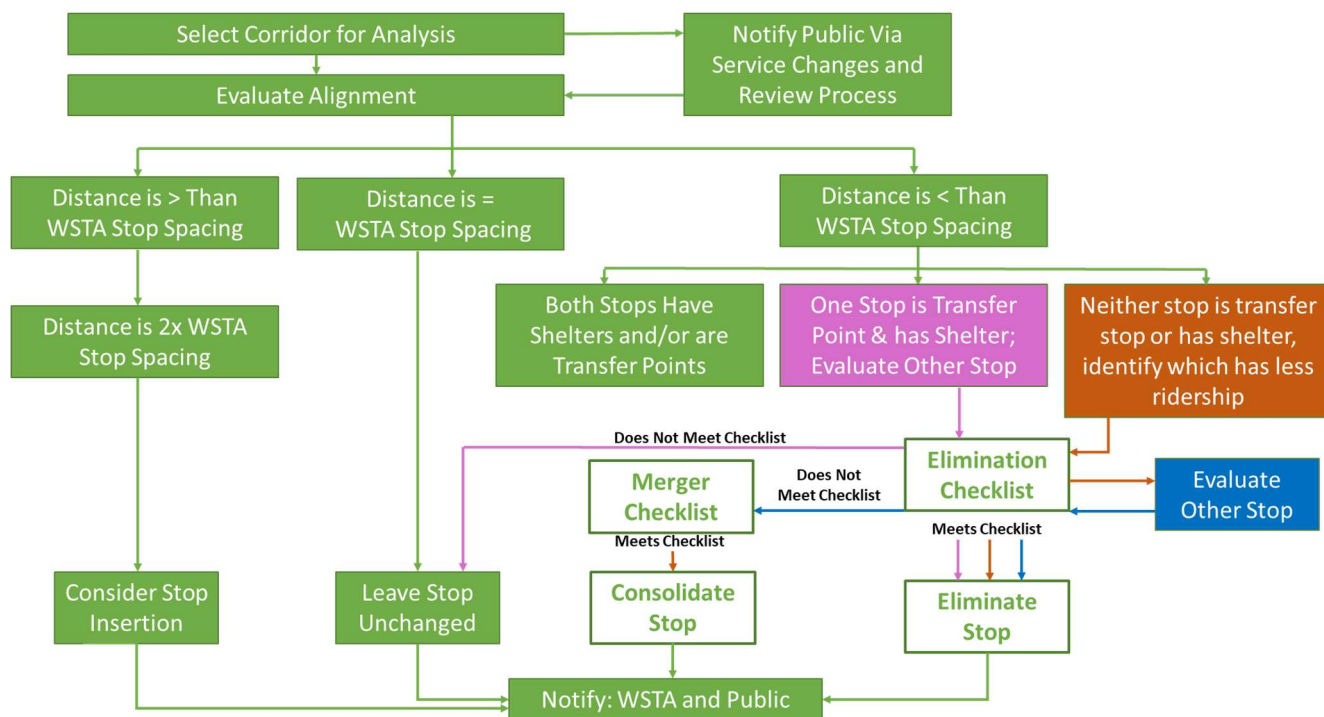 Select Corridor for Analysis
Notify Public Via
Service Changes and
Review Process
Evaluate Alignment
Distance is > Than
WSTA Stop Spacing
Distance is =
WSTA Stop Spacing
Distance is < Than
WSTA Stop Spacing
Distance is 2x WSTA
Stop Spacing
Both Stops Have
Shelters and/or are
Transfer Points
One Stop is Transfer
Point & has Shelter;
Evaluate Other Stop
Neither stop is transfer
stop or has shelter,
identify which has less
ridership
Does Not Meet Checklist
Elimination
Checklist
Does Not
Meet Checklist
Merger
Checklist
Evaluate
Other Stop
Meets Checklist
Meets Checklist
Consider Stop
Insertion
Leave Stop
Unchanged
Consolidate
Stop
Eliminate
Stop
Notify: WSTA and Public